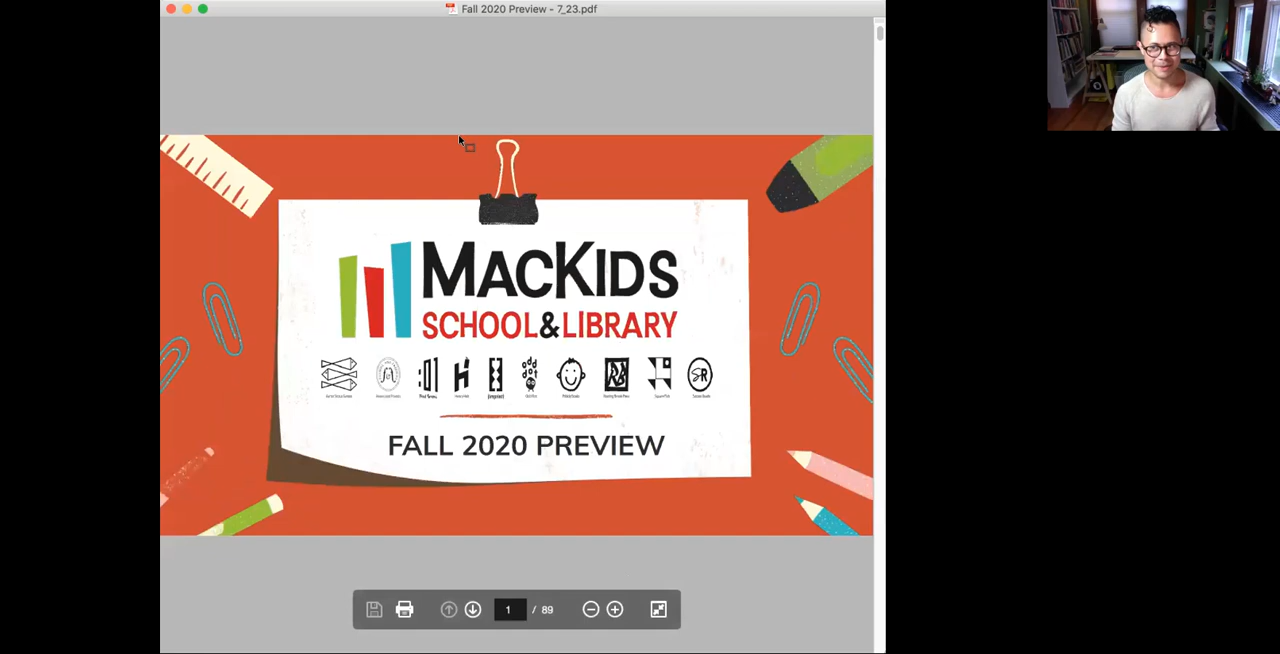 Fall 2020 Preview - 7_23.pdf
MACKIDS
SCHOOL&LIBRARY
FALL 2020 PREVIEW
1 / 89